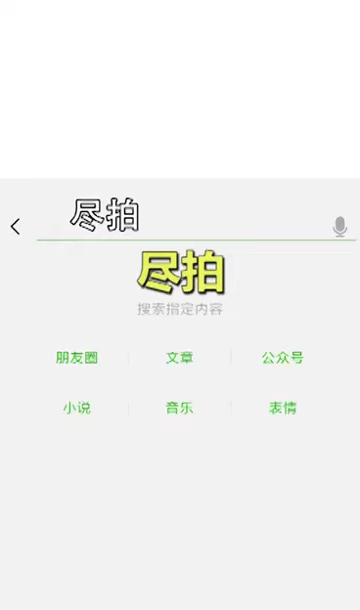 尽拍
尽拍
搜索指定内容
朋友圈 文章 公众号
小说 音乐 表情